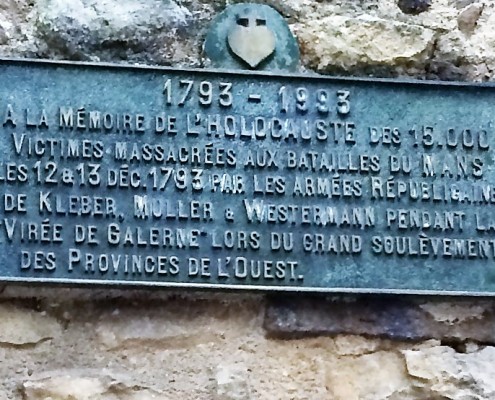 1793 - 1993
À LA MÉMOIRE DE L'HOLOCAUSTE DES 15.000
VICTIMES MASSACRÉES AUX BATAILLES DU MANS
LES 12 & 13 DÉC. 1793 PAR LES ARMÉES RÉPUBLICAINE
DE KLEBER, MULLER & WESTERMANN PENDANT LA
"VIRÉE DE GALERNE" LORS DU GRAND SOULÈVEMENT
DES PROVINCES DE L'OUEST.